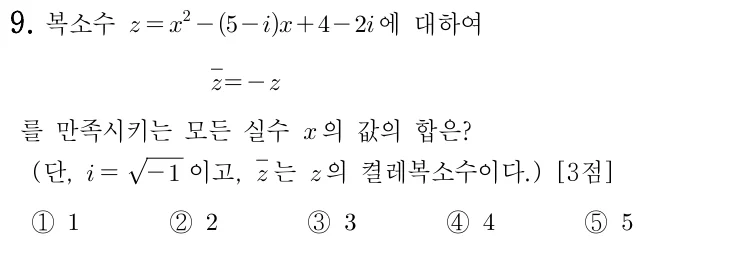 9. 복소수 z=x²-(5-i)x+4-2i에 대하여
z̄=-z
를 만족시키는 모든 실수 x의 값의 합은?
(단, i=√-1이고, z̄는 z의 켤레복소수이다.) [3점]
① 1 ② 2 ③ 3 ④ 4 ⑤ 5